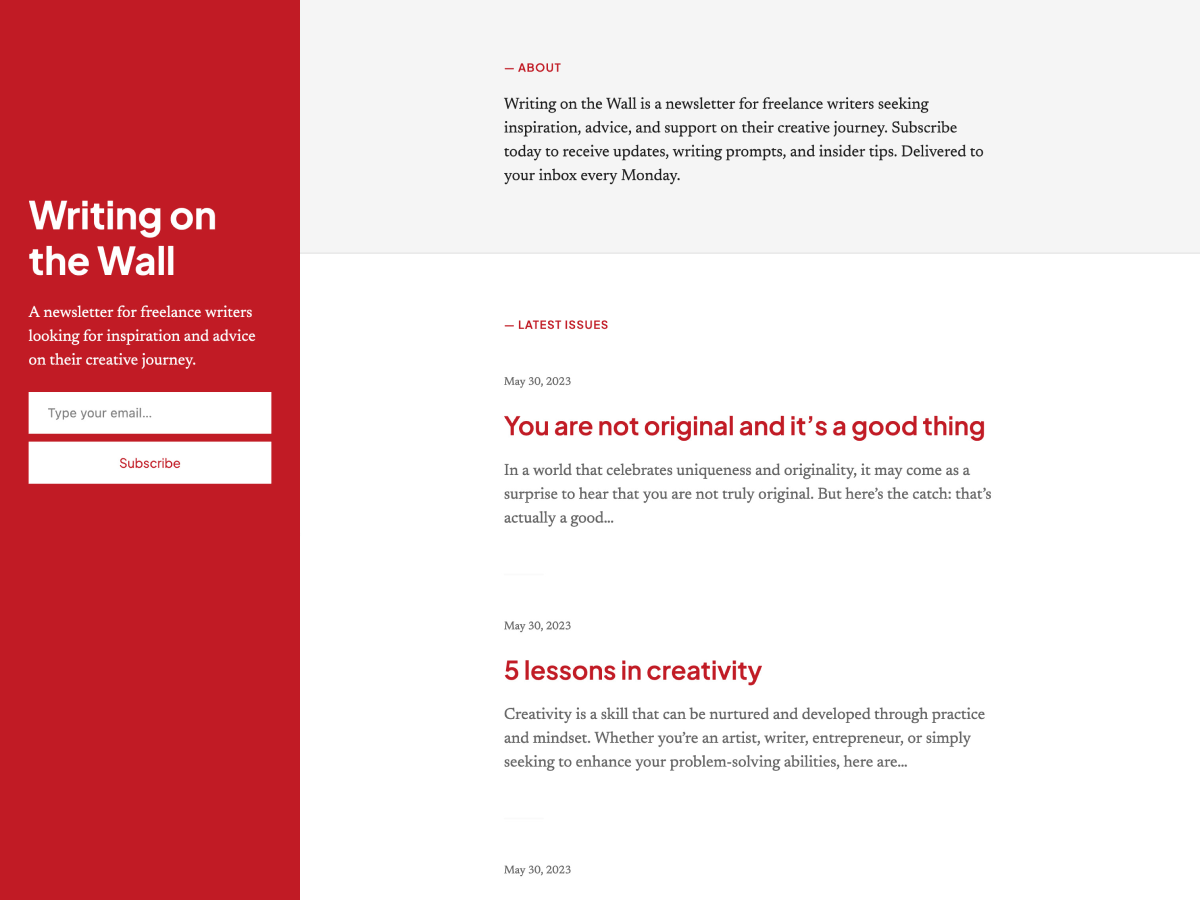 Writing on
the Wall
A newsletter for freelance writers
looking for inspiration and advice
on their creative journey.
Type your email...
Subscribe
— ABOUT
Writing on the Wall is a newsletter for freelance writers seeking
inspiration, advice, and support on their creative journey. Subscribe
today to receive updates, writing prompts, and insider tips. Delivered to
your inbox every Monday.
— LATEST ISSUES
May 30, 2023
You are not original and it’s a good thing
In a world that celebrates uniqueness and originality, it may come as a
surprise to hear that you are not truly original. But here’s the catch: that’s
actually a good…
May 30, 2023
5 lessons in creativity
Creativity is a skill that can be nurtured and developed through practice
and mindset. Whether you’re an artist, writer, entrepreneur, or simply
seeking to enhance your problem-solving abilities, here are…
May 30, 2023